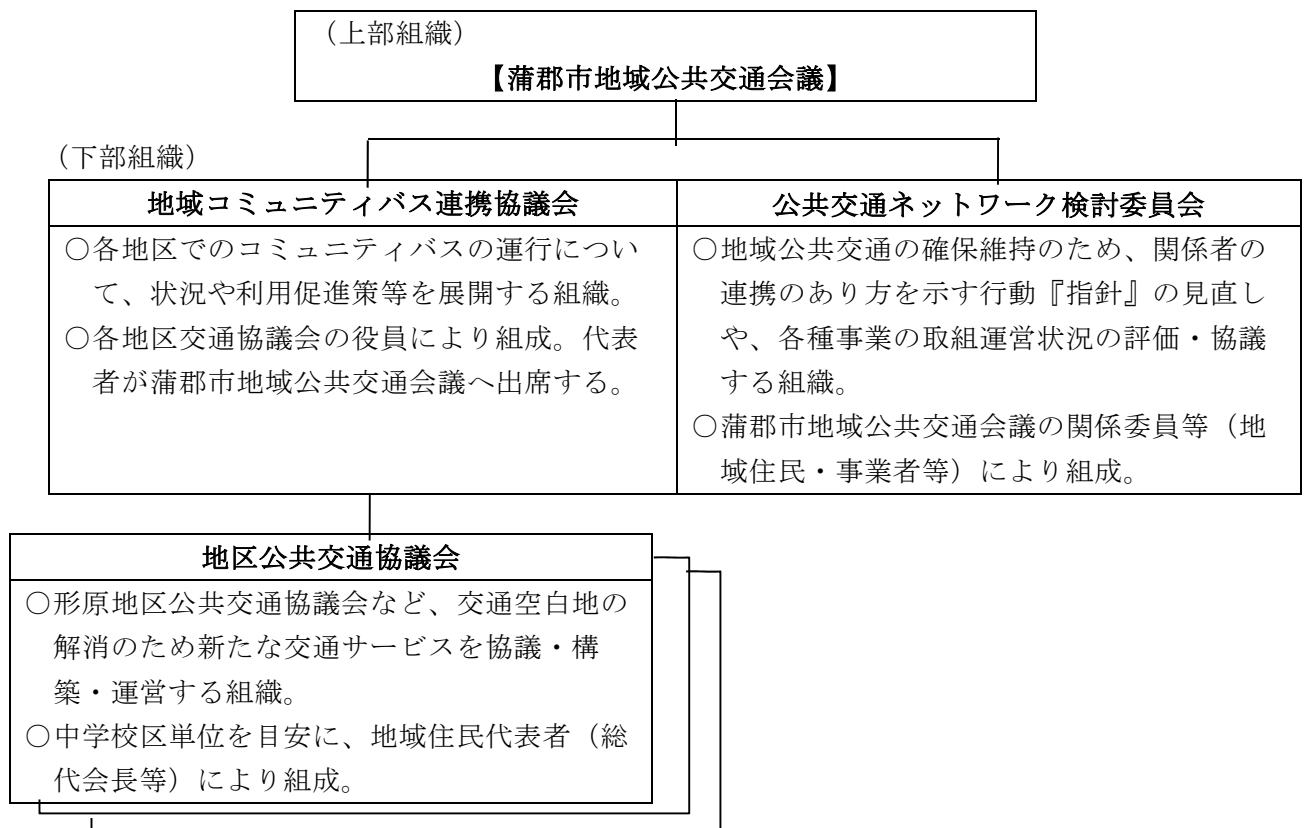 （上部組織）
【蒲郡市地域公共交通会議】
（下部組織）
地域コミュニティバス連携協議会
○各地区でのコミュニティバスの運行につい
て、状況や利用促進策等を展開する組織。
○各地区交通協議会の役員により組成。代表
者が蒲郡市地域公共交通会議へ出席する。
公共交通ネットワーク検討委員会
○地域公共交通の確保維持のため、関係者の
連携のあり方を示す行動『指針』の見直し
や、各種事業の取組運営状況の評価・協議
する組織。
○蒲郡市地域公共交通会議の関係委員等（地
域住民・事業者等）により組成。
地区公共交通協議会
○形原地区公共交通協議会など、交通空白地の
解消のため新たな交通サービスを協議・構
築・運営する組織。
○中学校区単位を目安に、地域住民代表者（総
代会長等）により組成。